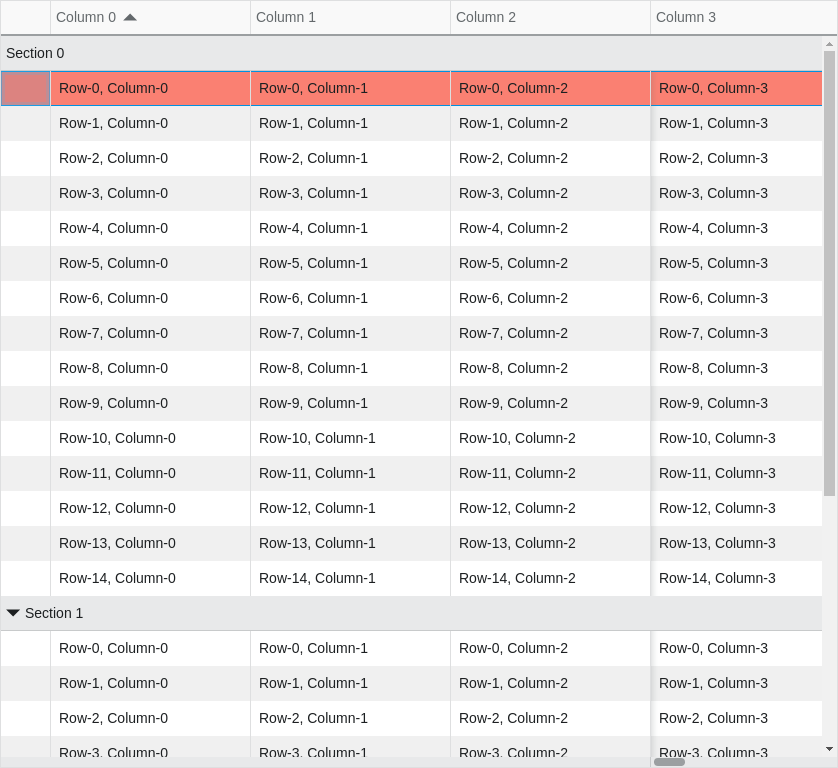 Column 0 Column 1 Column 2 Column 3
Section 0
Row-0, Column-0 Row-0, Column-1 Row-0, Column-2 Row-0, Column-3
Row-1, Column-0 Row-1, Column-1 Row-1, Column-2 Row-1, Column-3
Row-2, Column-0 Row-2, Column-1 Row-2, Column-2 Row-2, Column-3
Row-3, Column-0 Row-3, Column-1 Row-3, Column-2 Row-3, Column-3
Row-4, Column-0 Row-4, Column-1 Row-4, Column-2 Row-4, Column-3
Row-5, Column-0 Row-5, Column-1 Row-5, Column-2 Row-5, Column-3
Row-6, Column-0 Row-6, Column-1 Row-6, Column-2 Row-6, Column-3
Row-7, Column-0 Row-7, Column-1 Row-7, Column-2 Row-7, Column-3
Row-8, Column-0 Row-8, Column-1 Row-8, Column-2 Row-8, Column-3
Row-9, Column-0 Row-9, Column-1 Row-9, Column-2 Row-9, Column-3
Row-10, Column-0 Row-10, Column-1 Row-10, Column-2 Row-10, Column-3
Row-11, Column-0 Row-11, Column-1 Row-11, Column-2 Row-11, Column-3
Row-12, Column-0 Row-12, Column-1 Row-12, Column-2 Row-12, Column-3
Row-13, Column-0 Row-13, Column-1 Row-13, Column-2 Row-13, Column-3
Row-14, Column-0 Row-14, Column-1 Row-14, Column-2 Row-14, Column-3
Section 1
Row-0, Column-0 Row-0, Column-1 Row-0, Column-2 Row-0, Column-3
Row-1, Column-0 Row-1, Column-1 Row-1, Column-2 Row-1, Column-3
Row-2, Column-0 Row-2, Column-1 Row-2, Column-2 Row-2, Column-3
Row-3, Column-0 Row-3, Column-1 Row-3, Column-2 Row-3, Column-3